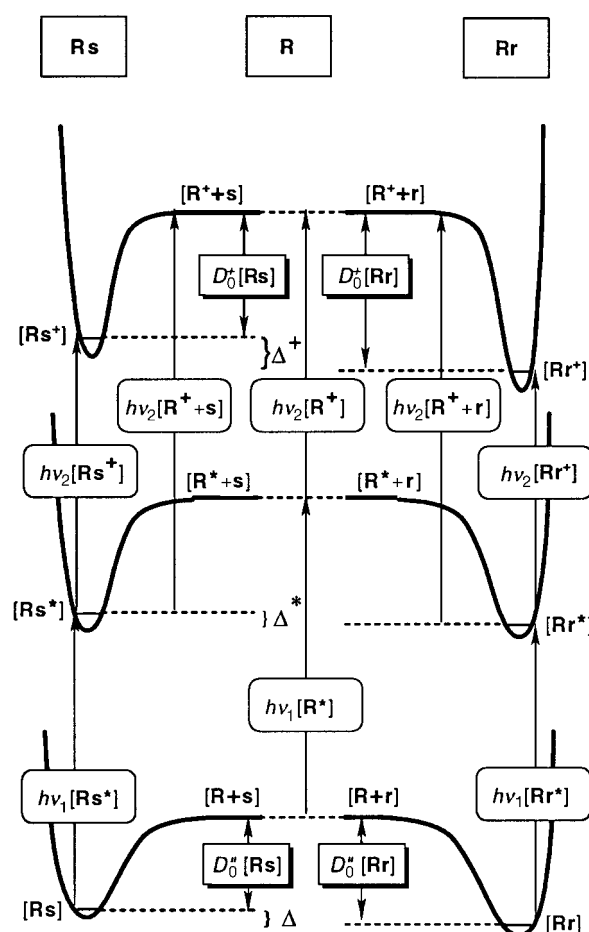 Rs R Rr
[R⁺+s] [R⁺+r]
D₀⁺[Rs] D₀⁺[Rr]
[Rs⁺] } Δ⁺ [Rr⁺]
hν₂[R⁺+s] hν₂[R⁺] hν₂[R⁺+r]
hν₂[Rs⁺] hν₂[Rr⁺]
[R*+s] [R*+r]
[Rs*] } Δ* [Rr*]
hν₁[R*]
hν₁[Rs*] [R+s] [R+r] hν₁[Rr*]
D₀"[Rs] D₀"[Rr]
[Rs] } Δ [Rr]